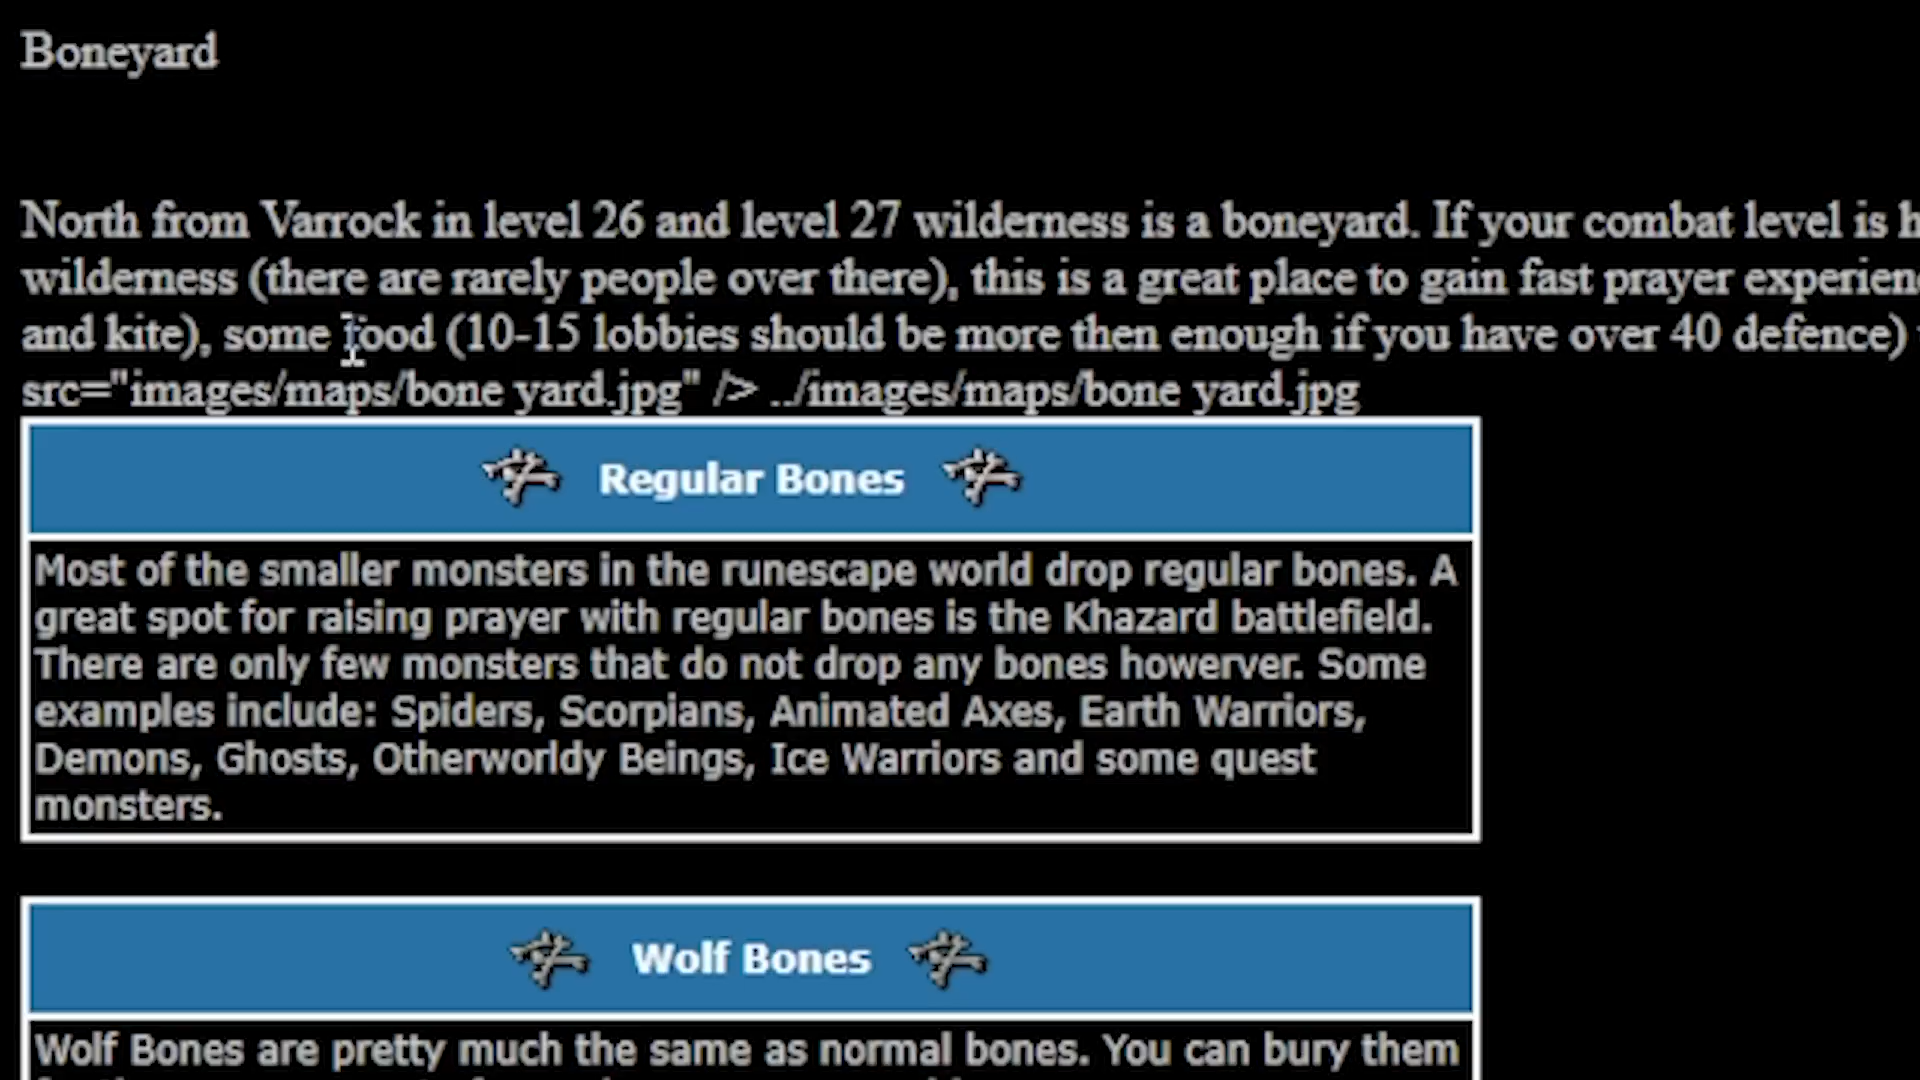 Boneyard
North from Varrock in level 26 and level 27 wilderness is a boneyard. If your combat level is
wilderness (there are rarely people over there), this is a great place to gain fast prayer
and kite), some food (10-15 lobbies should be more then enough if you have over 40 defence)
src="images/maps/bone yard.jpg" /> ../images/maps/bone yard.jpg
Regular Bones
Most of the smaller monsters in the runescape world drop regular bones. A
great spot for raising prayer with regular bones is the Khazard battlefield.
There are only few monsters that do not drop any bones howerver. Some
examples include: Spiders, Scorpians, Animated Axes, Earth Warriors,
Demons, Ghosts, Otherworldy Beings, Ice Warriors and some quest
monsters.
Wolf Bones
Wolf Bones are pretty much the same as normal bones. You can bury them